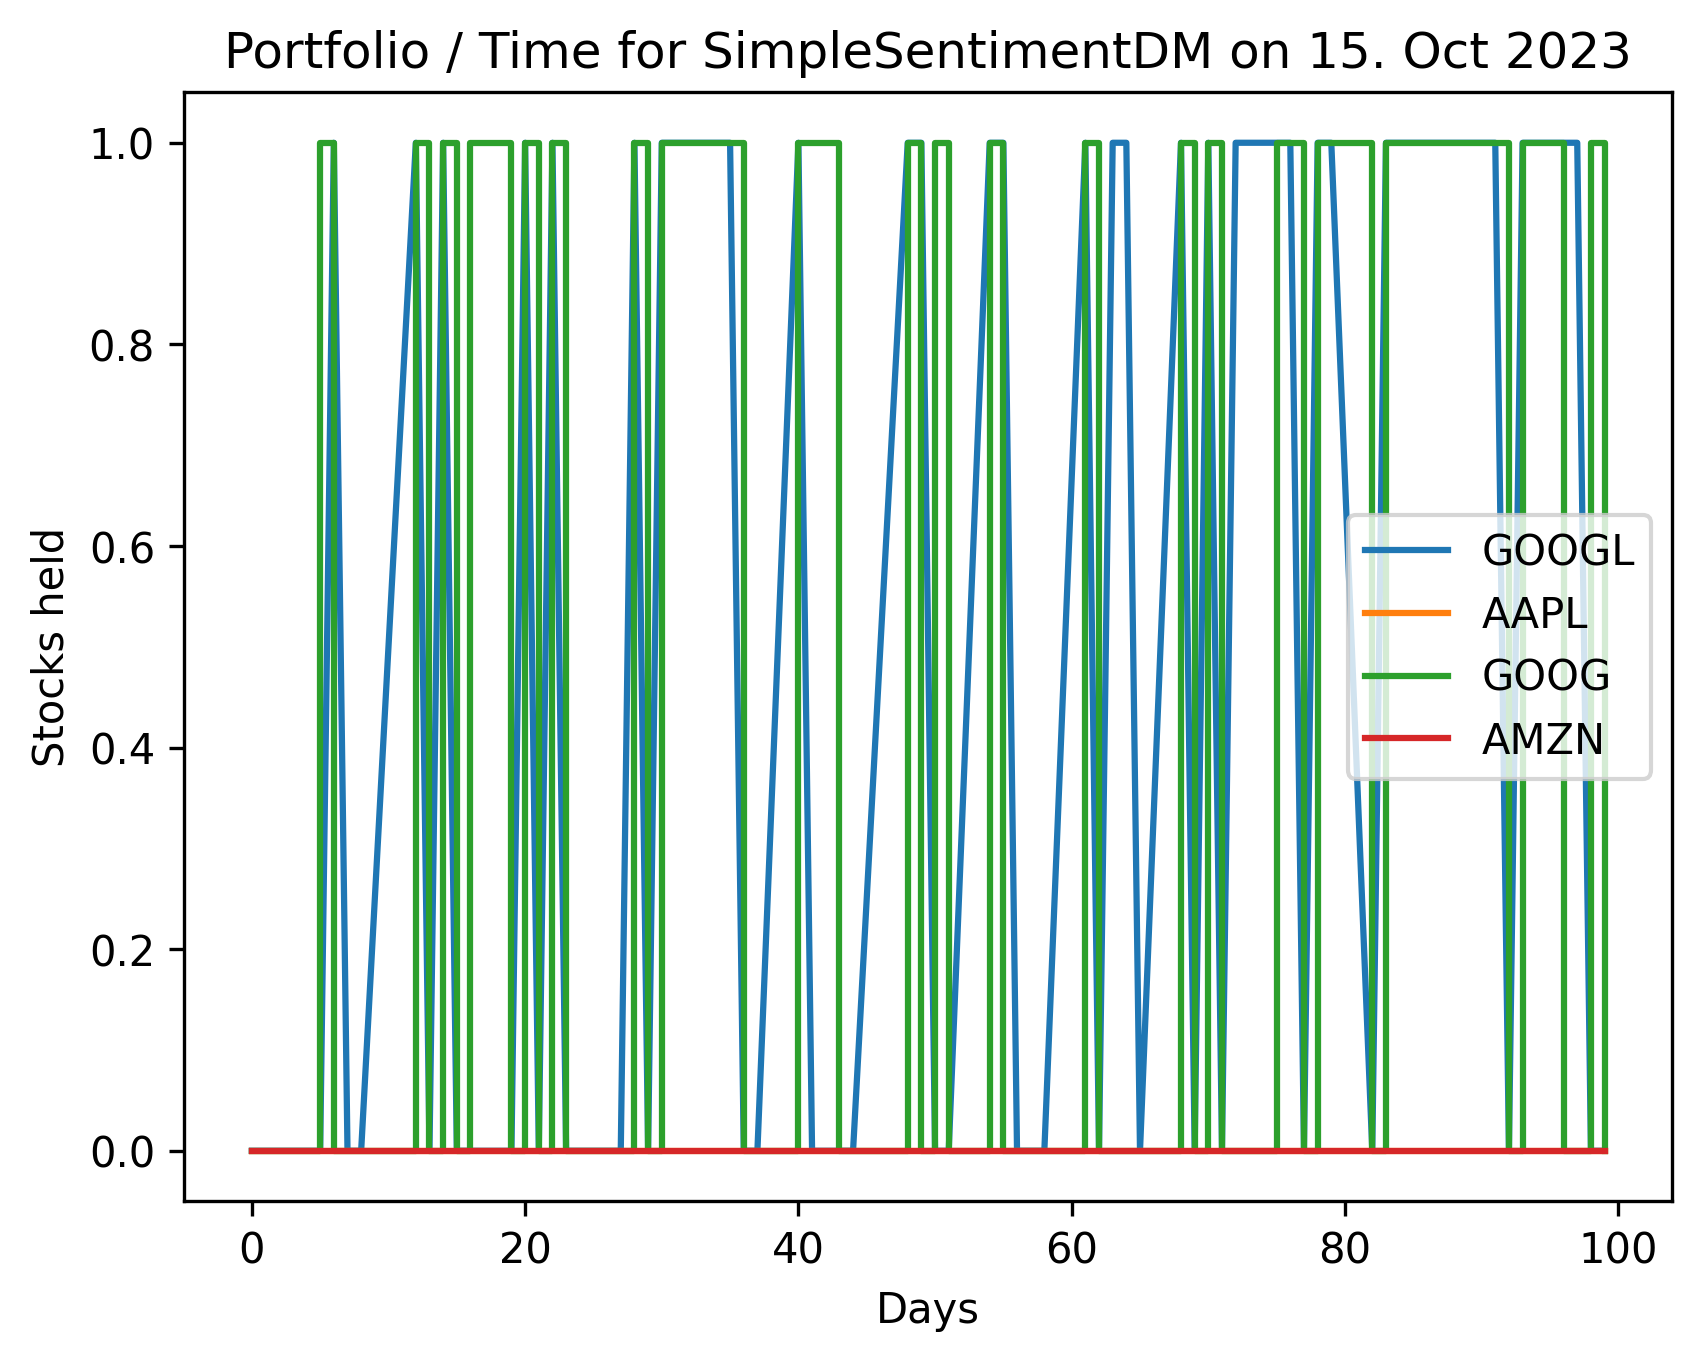 Portfolio / Time for SimpleSentimentDM on 15. Oct 2023
1.0
0.8
0.6
0.4
0.2
0.0
Stocks held
GOOGL
AAPL
GOOG
AMZN
0 20 40 60 80 100
Days